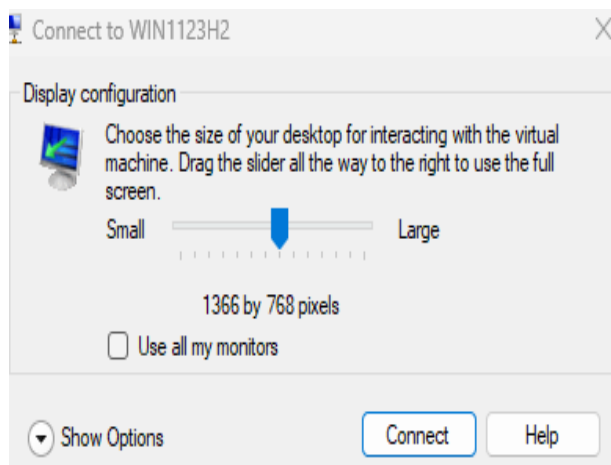 Connect to WIN1123H2
Display configuration
Choose the size of your desktop for interacting with the virtual
machine. Drag the slider all the way to the right to use the full
screen.
Small Large
1366 by 768 pixels
Use all my monitors
Show Options Connect Help